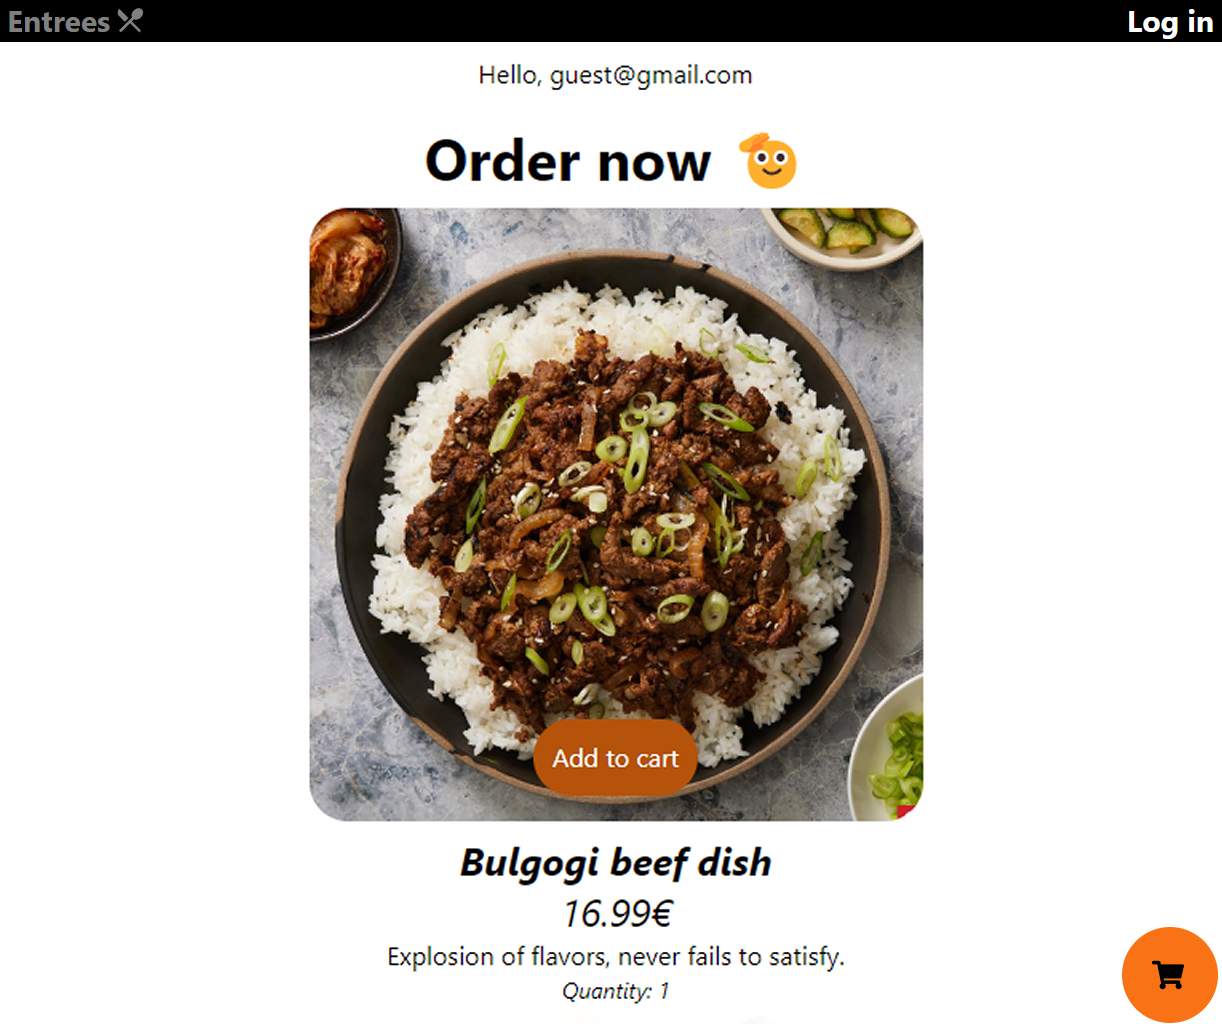 Entrees
Log in
Hello, guest@gmail.com
Order now
Add to cart
Bulgogi beef dish
16.99€
Explosion of flavors, never fails to satisfy.
Quantity: 1